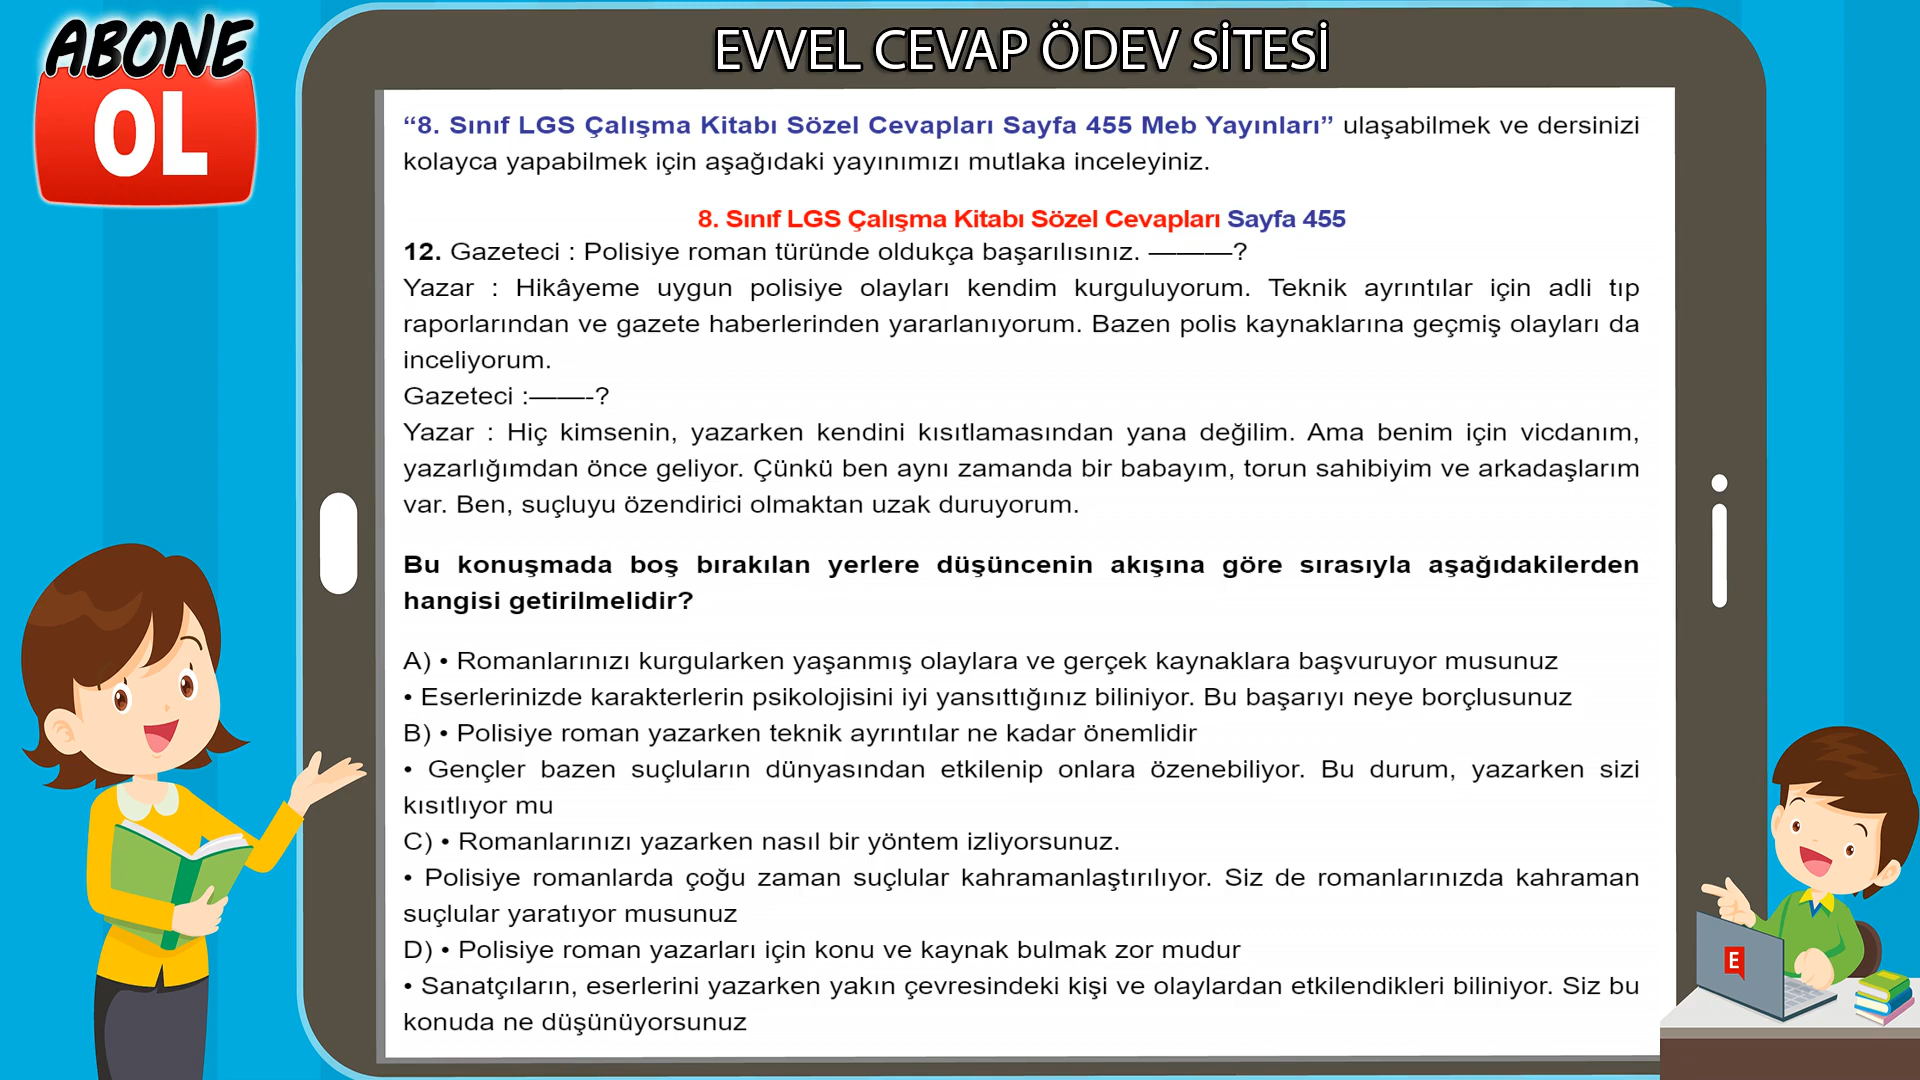 ABONE
OL
EVVEL CEVAP ÖDEV SİTESİ
“8. Sınıf LGS Çalışma Kitabı Sözel Cevapları Sayfa 455 Meb Yayınları” ulaşabilmek ve dersinizi
kolayca yapabilmek için aşağıdaki yayınımızı mutlaka inceleyiniz.
8. Sınıf LGS Çalışma Kitabı Sözel Cevapları Sayfa 455
12. Gazeteci : Polisiye roman türünde oldukça başarılısınız. ———?
Yazar : Hikâyeme uygun polisiye olayları kendim kurguluyorum. Teknik ayrıntılar için adli tıp
raporlarından ve gazete haberlerinden yararlanıyorum. Bazen polis kaynaklarına geçmiş olayları da
inceliyorum.
Gazeteci :——-?
Yazar : Hiç kimsenin, yazarken kendini kısıtlamasından yana değilim. Ama benim için vicdanım,
yazarlığımdan önce geliyor. Çünkü ben aynı zamanda bir babayım, torun sahibiyim ve arkadaşlarım
var. Ben, suçluyu özendirici olmaktan uzak duruyorum.
Bu konuşmada boş bırakılan yerlere düşüncenin akışına göre sırasıyla aşağıdakilerden
hangisi getirilmelidir?
A) • Romanlarınızı kurgularken yaşanmış olaylara ve gerçek kaynaklara başvuruyor musunuz
• Eserlerinizde karakterlerin psikolojisini iyi yansıttığınız biliniyor. Bu başarıyı neye borçlusunuz
B) • Polisiye roman yazarken teknik ayrıntılar ne kadar önemlidir
• Gençler bazen suçluların dünyasından etkilenip onlara özenebiliyor. Bu durum, yazarken sizi
kısıtlıyor mu
C) • Romanlarınızı yazarken nasıl bir yöntem izliyorsunuz.
• Polisiye romanlarda çoğu zaman suçlular kahramanlaştırılıyor. Siz de romanlarınızda kahraman
suçlular yaratıyor musunuz
D) • Polisiye roman yazarları için konu ve kaynak bulmak zor mudur
• Sanatçıların, eserlerini yazarken yakın çevresindeki kişi ve olaylardan etkilendikleri biliniyor. Siz bu
konuda ne düşünüyorsunuz
E